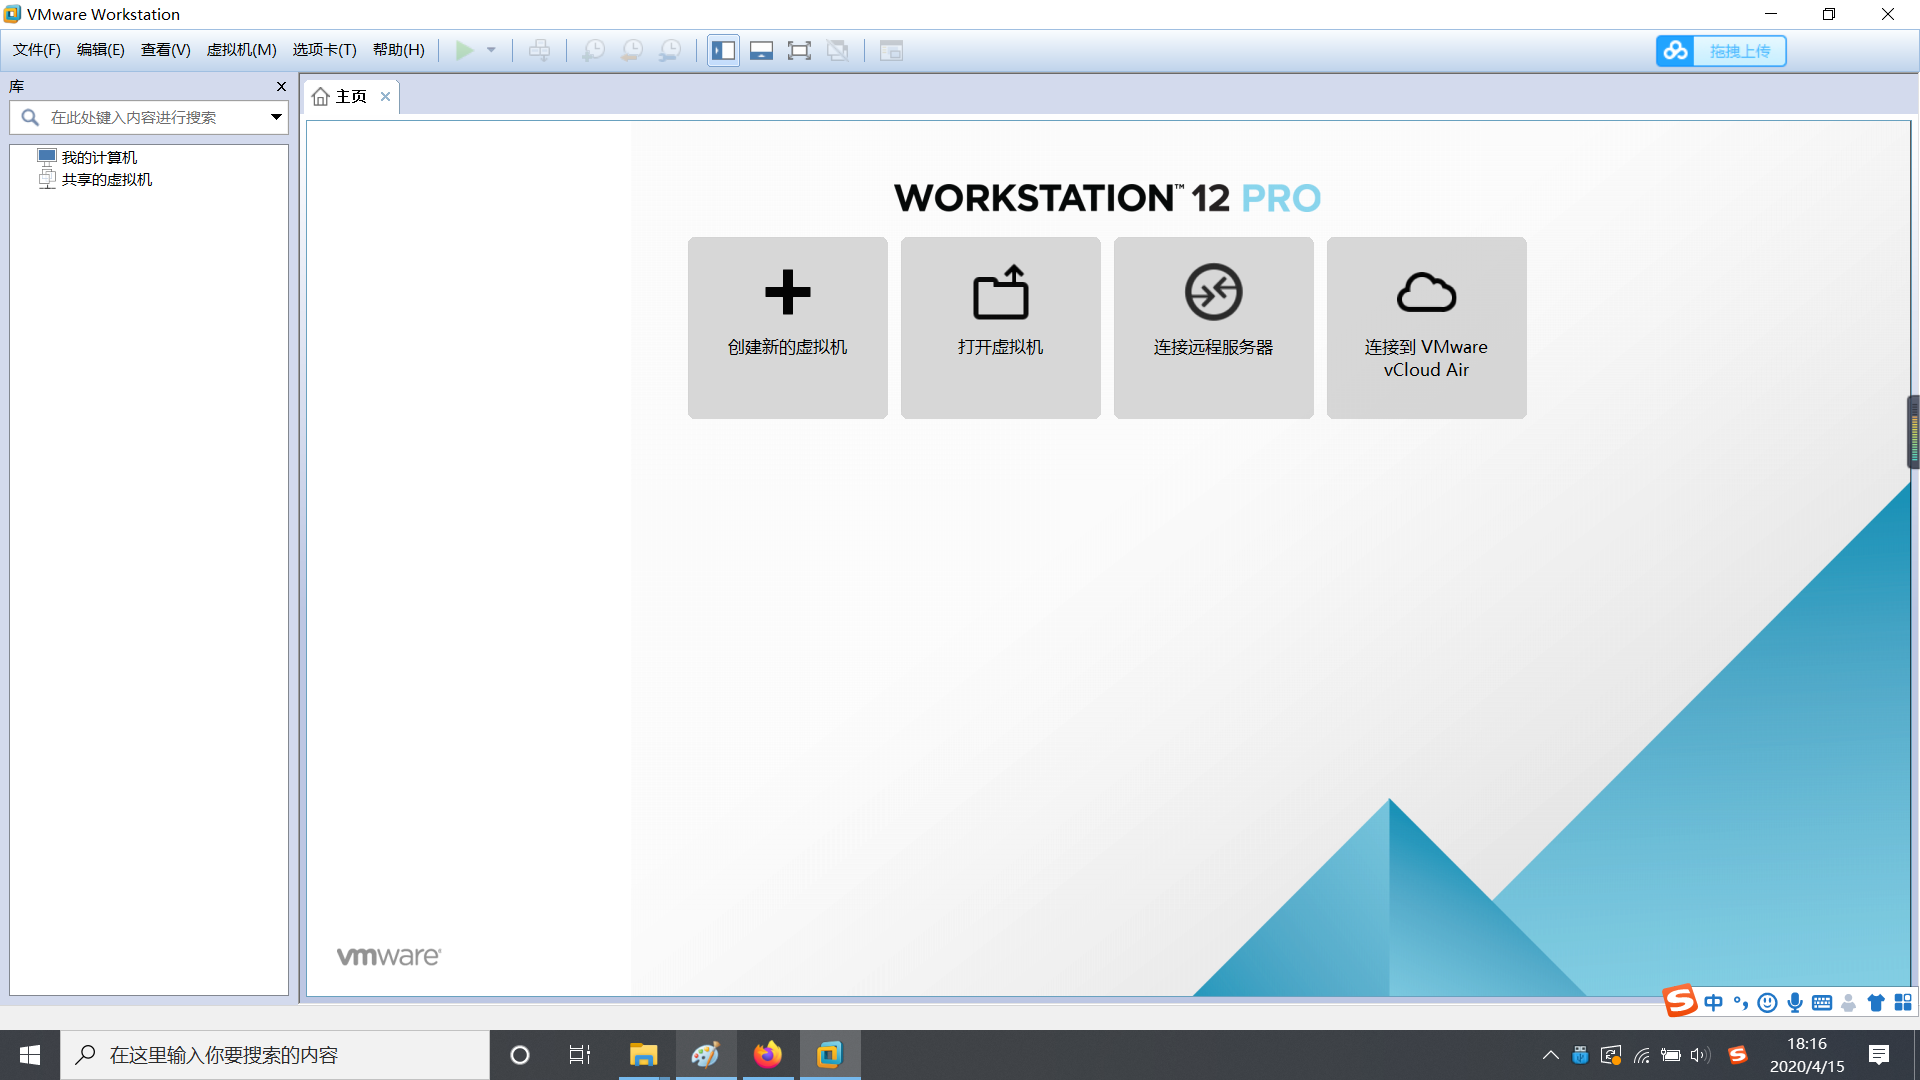 VMware Workstation
文件(F) 编辑(E) 查看(V) 虚拟机(M) 选项卡(T) 帮助(H)
拖拽上传
库
主页
在此处键入内容进行搜索
我的计算机
共享的虚拟机
WORKSTATION™ 12 PRO
创建新的虚拟机
打开虚拟机
连接远程服务器
连接到 VMware
vCloud Air
vmware®
中
在这里输入你要搜索的内容
18:16
2020/4/15